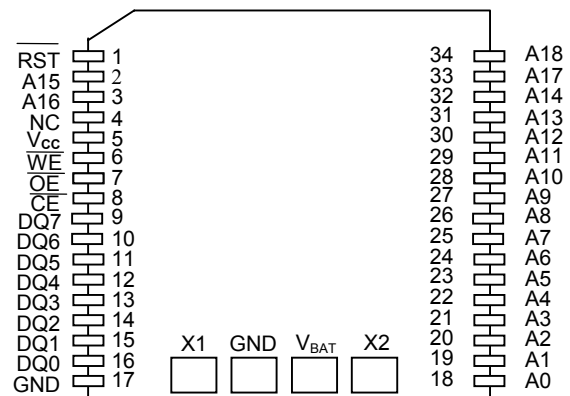 RST 1 34 A18
A15 2 33 A17
A16 3 32 A14
NC 4 31 A13
Vcc 5 30 A12
WE 6 29 A11
OE 7 28 A10
CE 8 27 A9
DQ7 9 26 A8
DQ6 10 25 A7
DQ5 11 24 A6
DQ4 12 23 A5
DQ3 13 22 A4
DQ2 14 21 A3
DQ1 15 20 A2
DQ0 16 19 A1
GND 17 18 A0
X1 GND VBAT X2